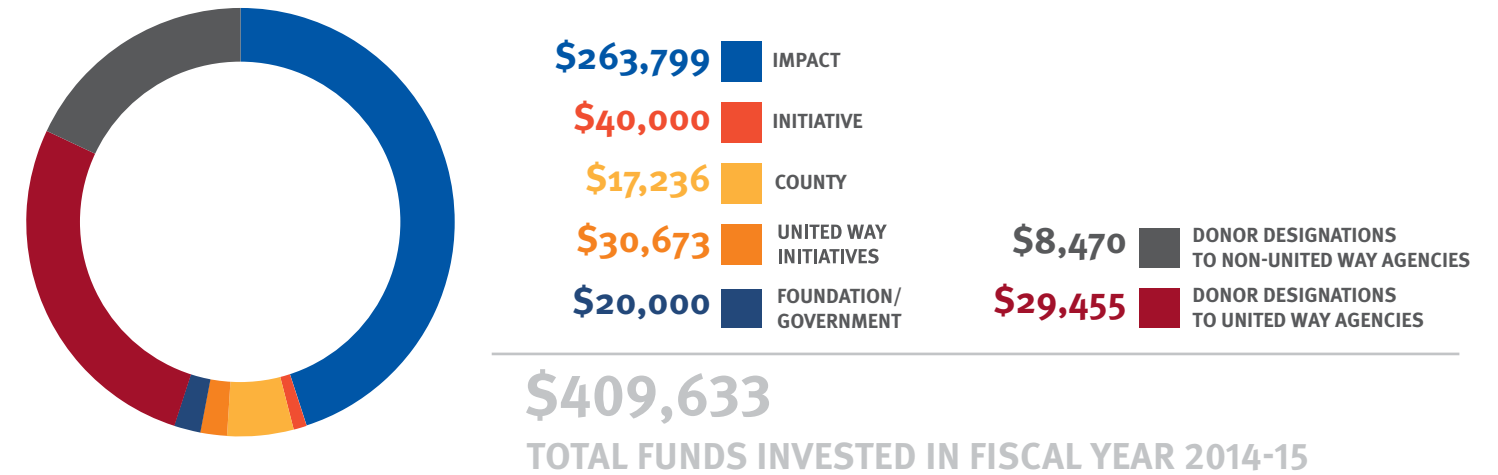 $263,799 IMPACT
$40,000 INITIATIVE
$17,236 COUNTY
$30,673 UNITED WAY
INITIATIVES
$20,000 FOUNDATION/
GOVERNMENT
$8,470 DONOR DESIGNATIONS
TO NON-UNITED WAY AGENCIES
$29,455 DONOR DESIGNATIONS
TO UNITED WAY AGENCIES
$409,633
TOTAL FUNDS INVESTED IN FISCAL YEAR 2014-15